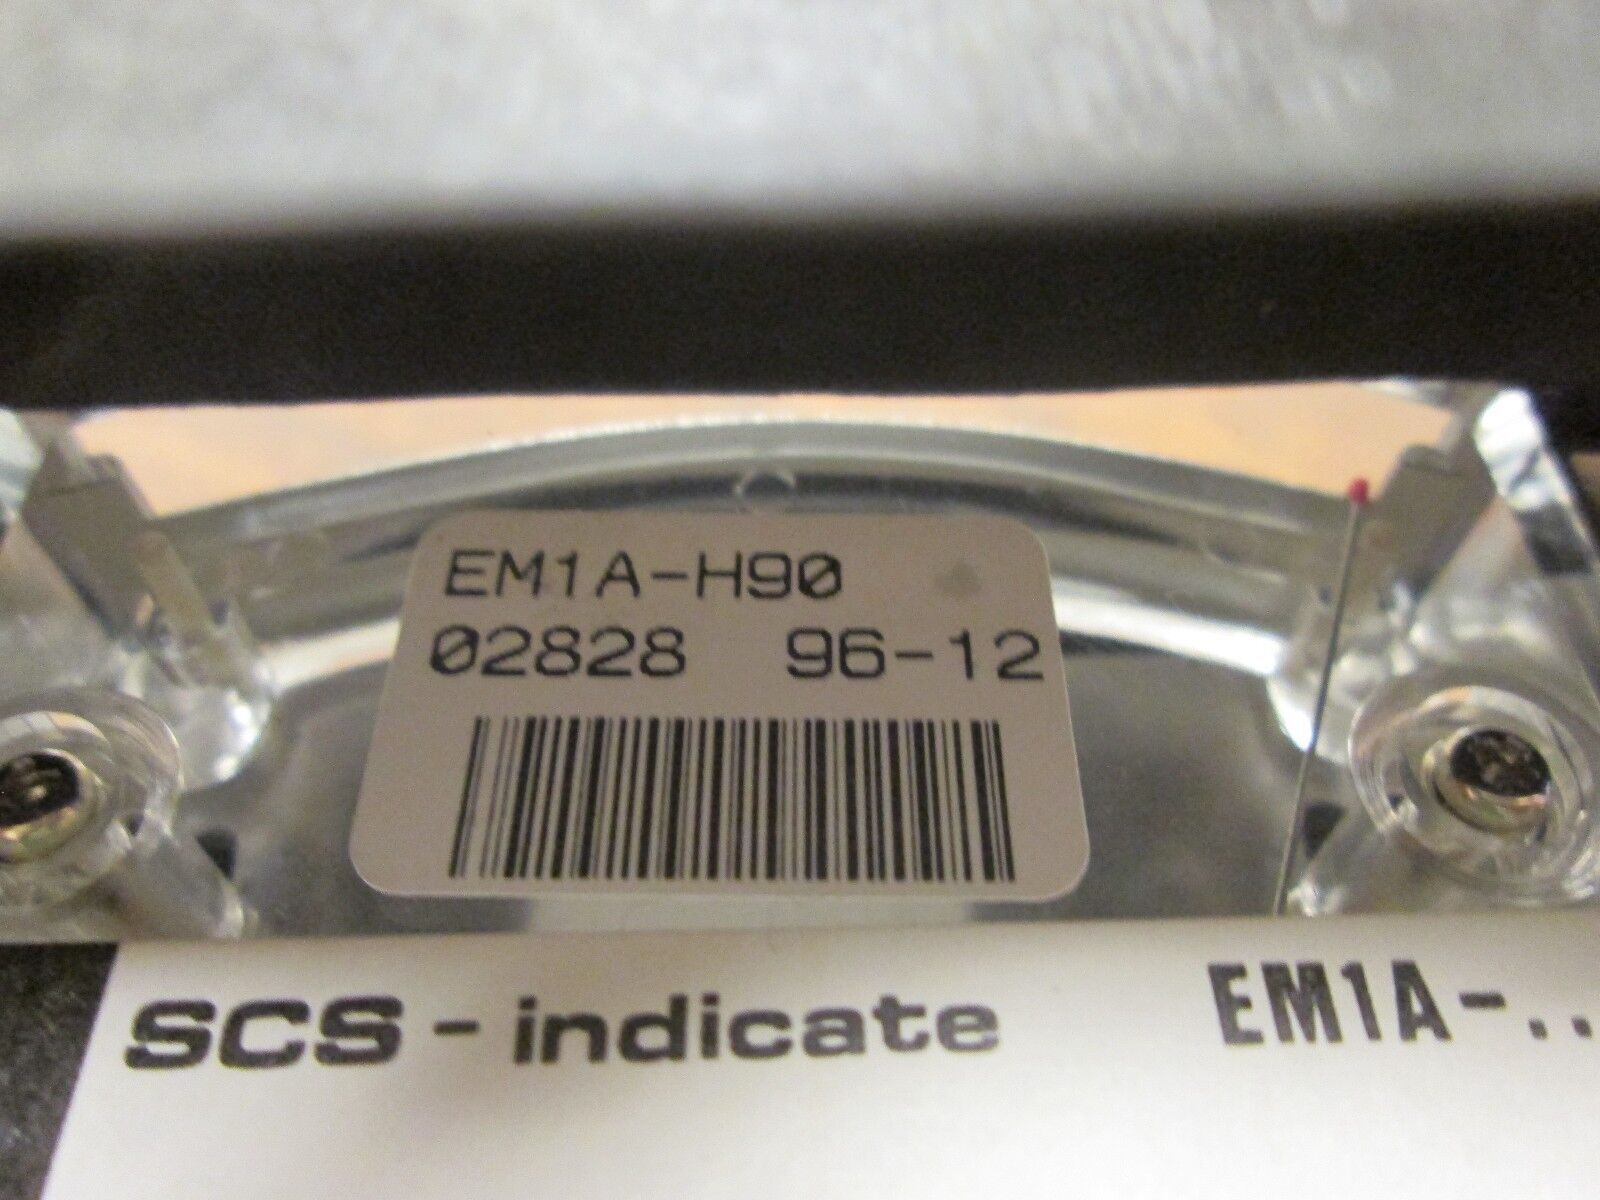 EM1A-H90
02828 96-12
SCS - indicate EM1A-..